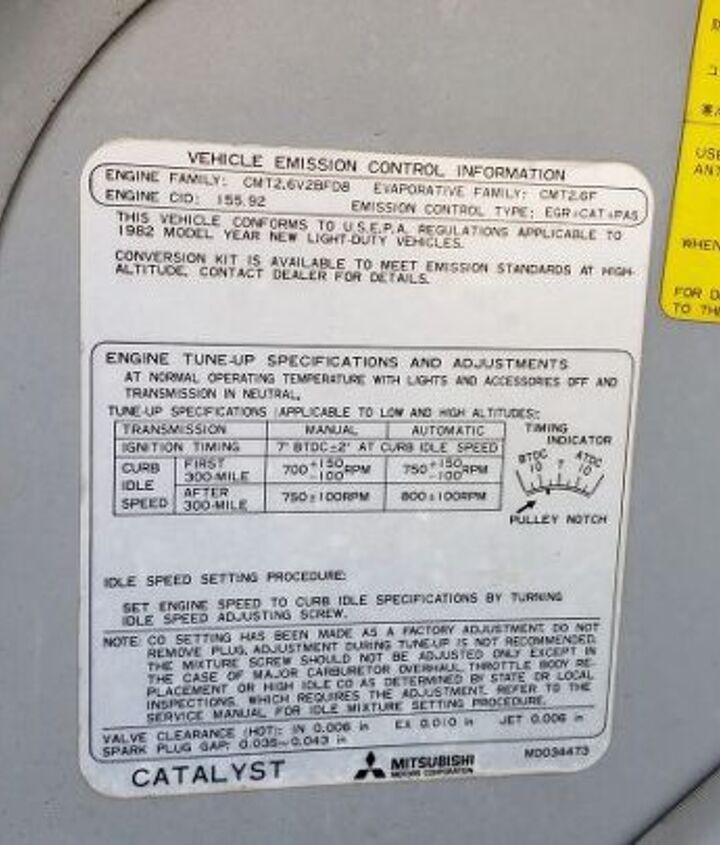 VEHICLE EMISSION CONTROL INFORMATION
ENGINE FAMILY: CMT2.6V2BFD8 EVAPORATIVE FAMILY: CMT2.6F
ENGINE CID: 155.92 EMISSION CONTROL TYPE: EGR+CAT+PAS
THIS VEHICLE CONFORMS TO U.S.E.P.A. REGULATIONS APPLICABLE TO
1982 MODEL YEAR NEW LIGHT-DUTY VEHICLES.
CONVERSION KIT IS AVAILABLE TO MEET EMISSION STANDARDS AT HIGH-
ALTITUDE, CONTACT DEALER FOR DETAILS.
ENGINE TUNE-UP SPECIFICATIONS AND ADJUSTMENTS
AT NORMAL OPERATING TEMPERATURE WITH LIGHTS AND ACCESSORIES OFF AND
TRANSMISSION IN NEUTRAL.
TUNE-UP SPECIFICATIONS (APPLICABLE TO LOW AND HIGH ALTITUDES):
TRANSMISSION MANUAL AUTOMATIC
IGNITION TIMING 7° BTDC±2° AT CURB IDLE SPEED
CURB IDLE SPEED
FIRST 300-MILE 700 +150 -100 RPM 750 +150 -100 RPM
AFTER 300-MILE 750±100RPM 800±100RPM
TIMING INDICATOR
BTDC ATDC
10 7 10
PULLEY NOTCH
IDLE SPEED SETTING PROCEDURE:
SET ENGINE SPEED TO CURB IDLE SPECIFICATIONS BY TURNING
IDLE SPEED ADJUSTING SCREW.
NOTE: CO SETTING HAS BEEN MADE AS A FACTORY ADJUSTMENT. DO NOT
REMOVE PLUG. ADJUSTMENT DURING TUNE-UP IS NOT RECOMMENDED.
THE MIXTURE SCREW SHOULD NOT BE ADJUSTED ONLY EXCEPT IN
THE CASE OF MAJOR CARBURETOR OVERHAUL, THROTTLE BODY RE-
PLACEMENT OR HIGH IDLE CO AS DETERMINED BY STATE OR LOCAL
INSPECTIONS, WHICH REQUIRES THE ADJUSTMENT. REFER TO THE
SERVICE MANUAL FOR IDLE MIXTURE SETTING PROCEDURE.
VALVE CLEARANCE (HOT): IN 0.006 in EX 0.010 in JET 0.006 in
SPARK PLUG GAP: 0.035~0.043 in
CATALYST MITSUBISHI MD034473
MOTORS CORPORATION
USE
ANT
WHEN
FOR D
TO TH